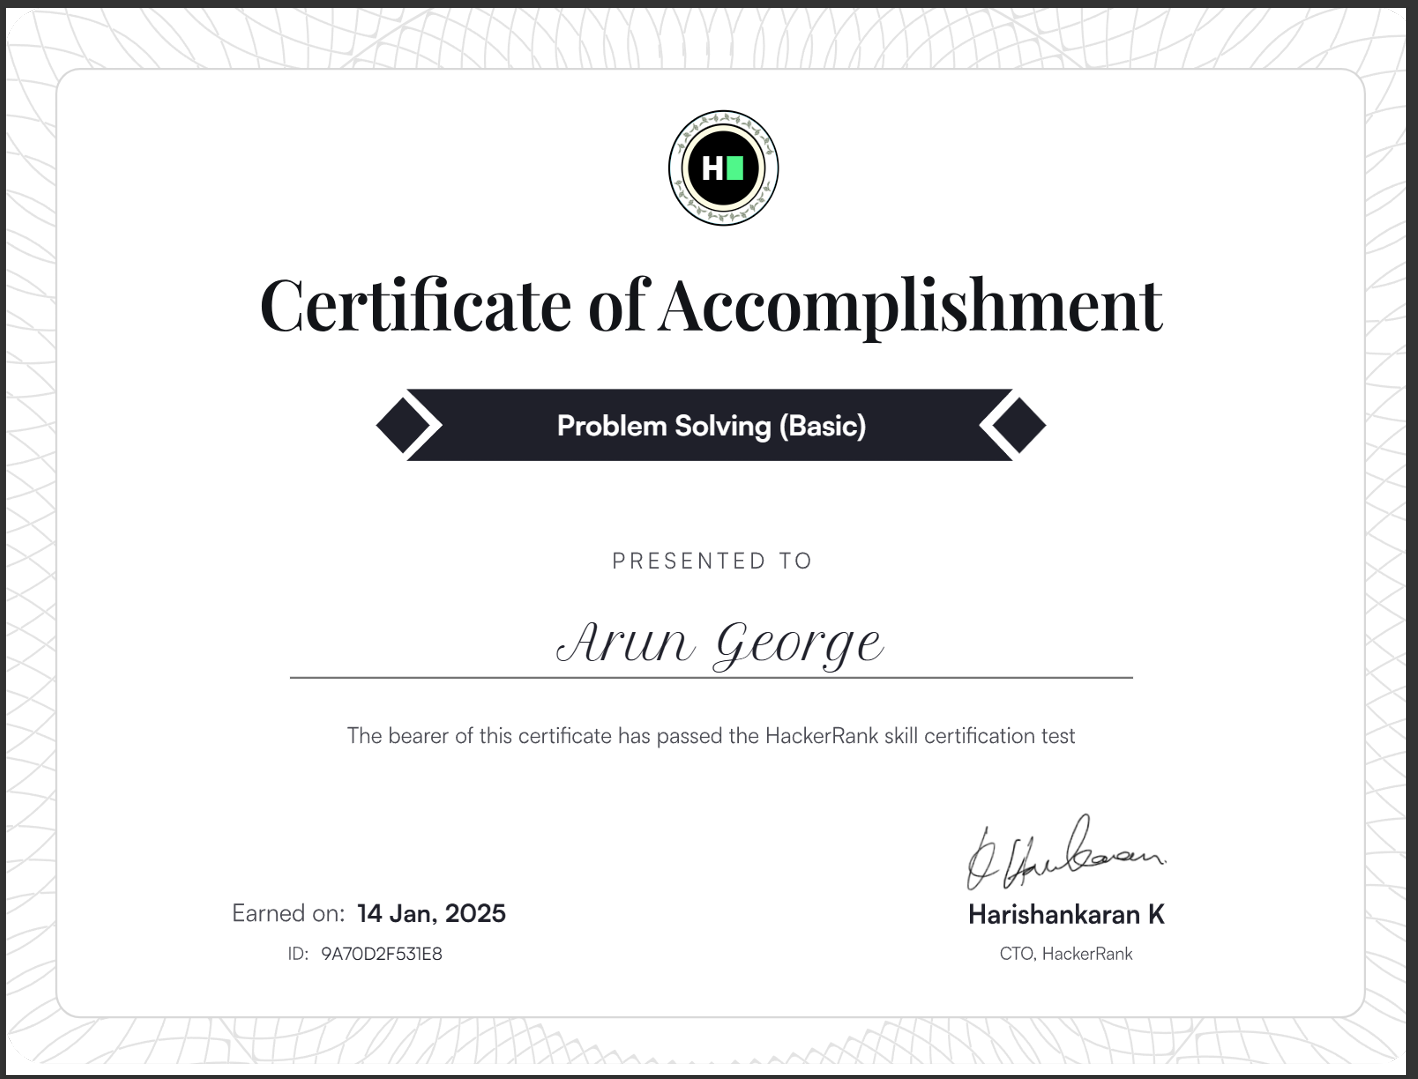 H
Certificate of Accomplishment
Problem Solving (Basic)
PRESENTED TO
Arun George
The bearer of this certificate has passed the HackerRank skill certification test
Earned on: 14 Jan, 2025
ID: 9A70D2F531E8
Harishankaran K
CTO, HackerRank